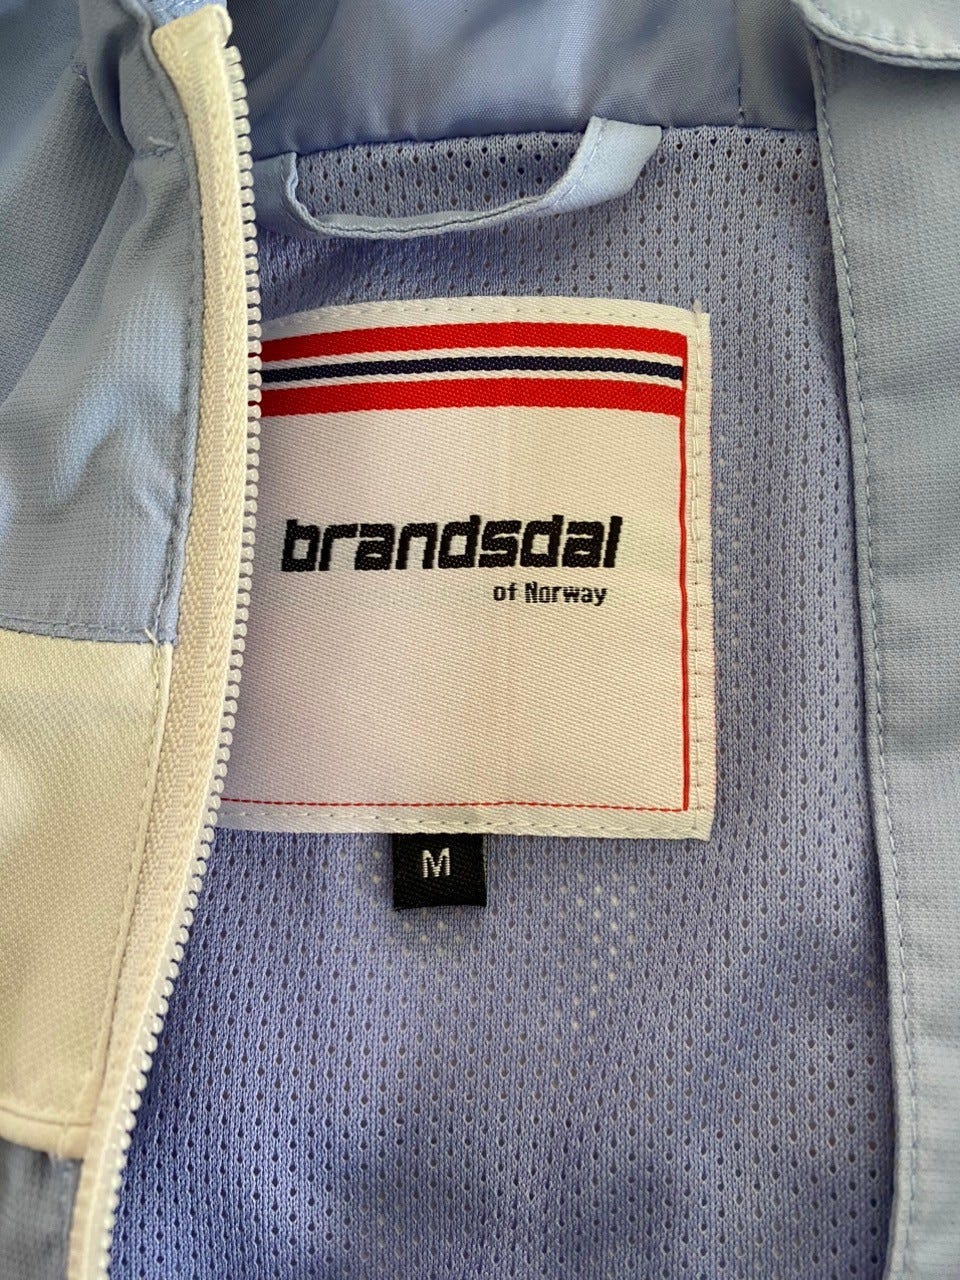 brandsdal
of Norway
M